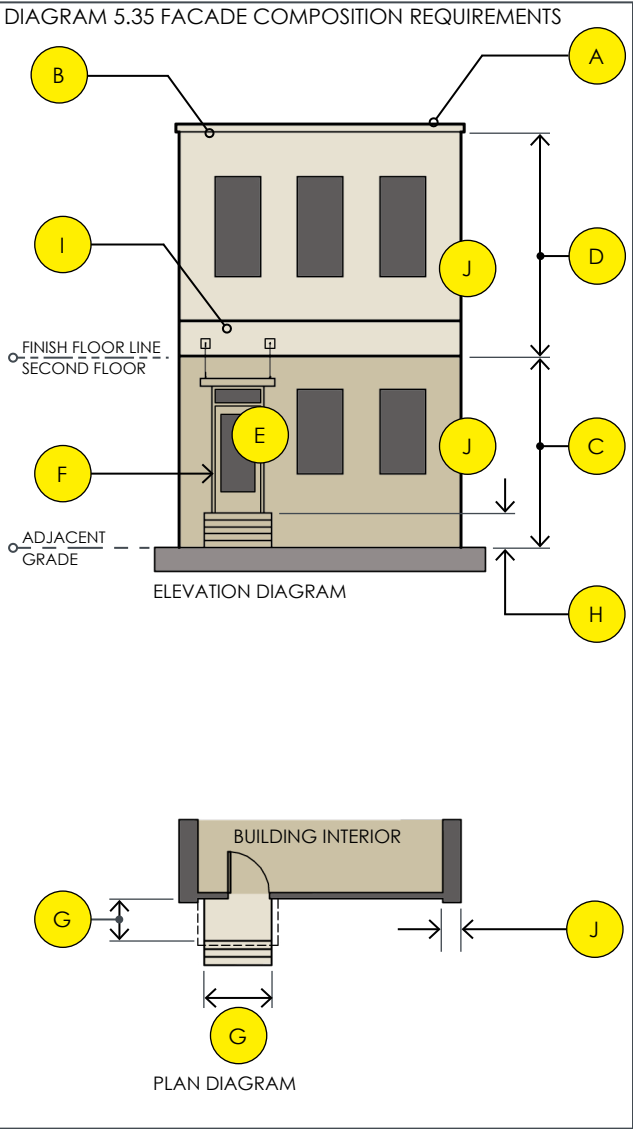 DIAGRAM 5.35 FACADE COMPOSITION REQUIREMENTS
A
B
I
D
J
FINISH FLOOR LINE
SECOND FLOOR
E
J
C
F
ADJACENT
GRADE
ELEVATION DIAGRAM
H
BUILDING INTERIOR
G
J
G
PLAN DIAGRAM